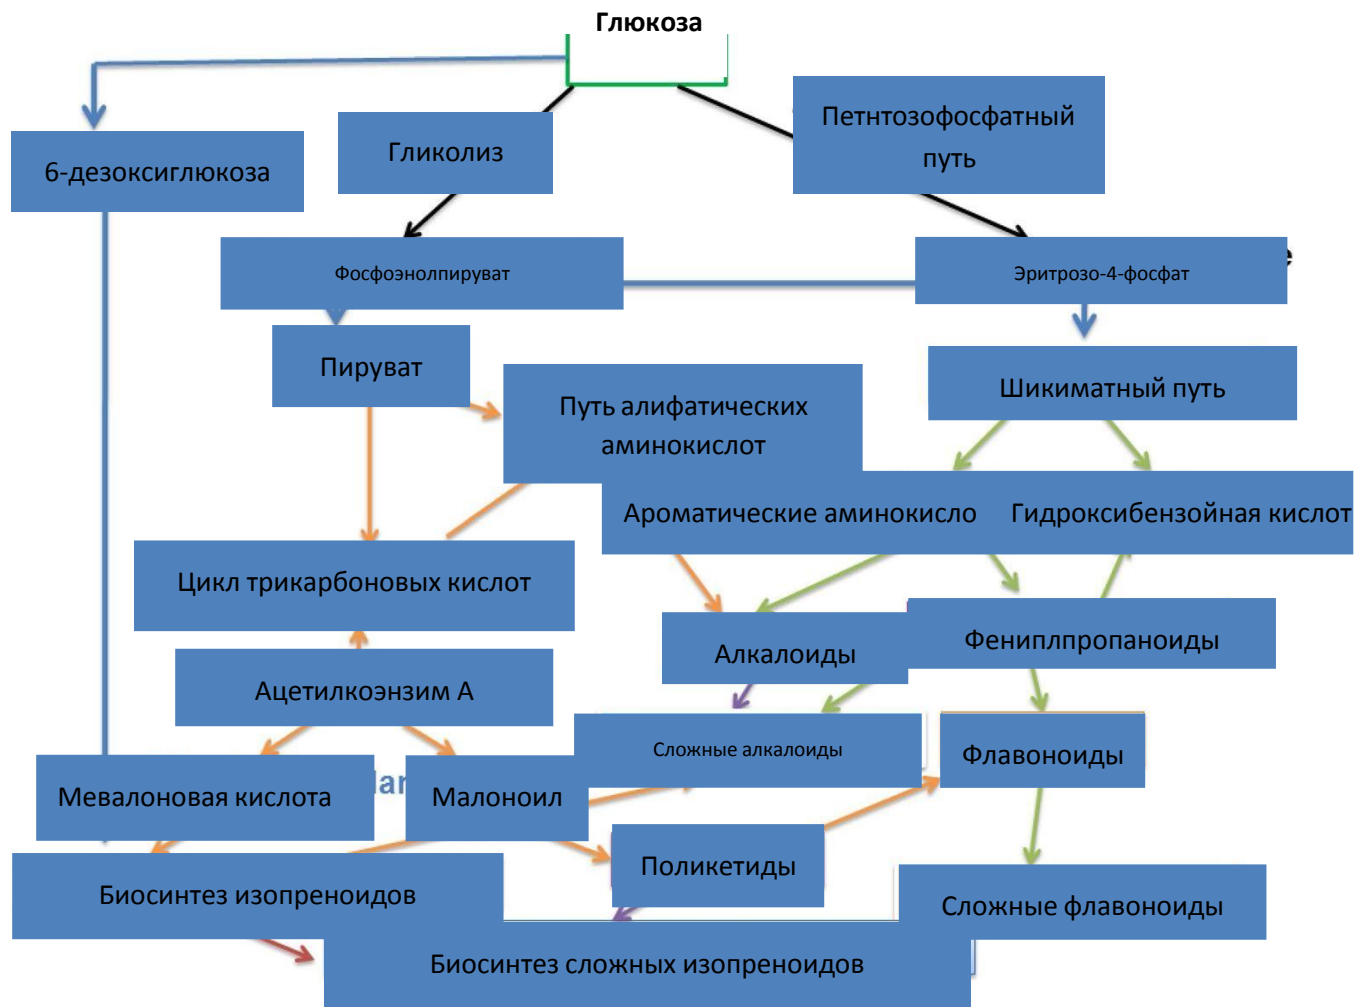 Глюкоза
Петнтозофосфатный
путь
Гликолиз
6-дезоксиглюкоза
Фосфоэнолпируват
Эритрозо-4-фосфат
е
Пируват
Шикиматный путь
Путь алифатических
аминокислот
Ароматические аминокисло
Гидроксибензойная кислот
Цикл трикарбоновых кислот
Алкалоиды
Фениплпропаноиды
Ацетилкоэнзим А
Сложные алкалоиды
Флавоноиды
Мевалоновая кислота
Малоноил
Поликетиды
Биосинтез изопреноидов
Сложные флавоноиды
Биосинтез сложных изопреноидов